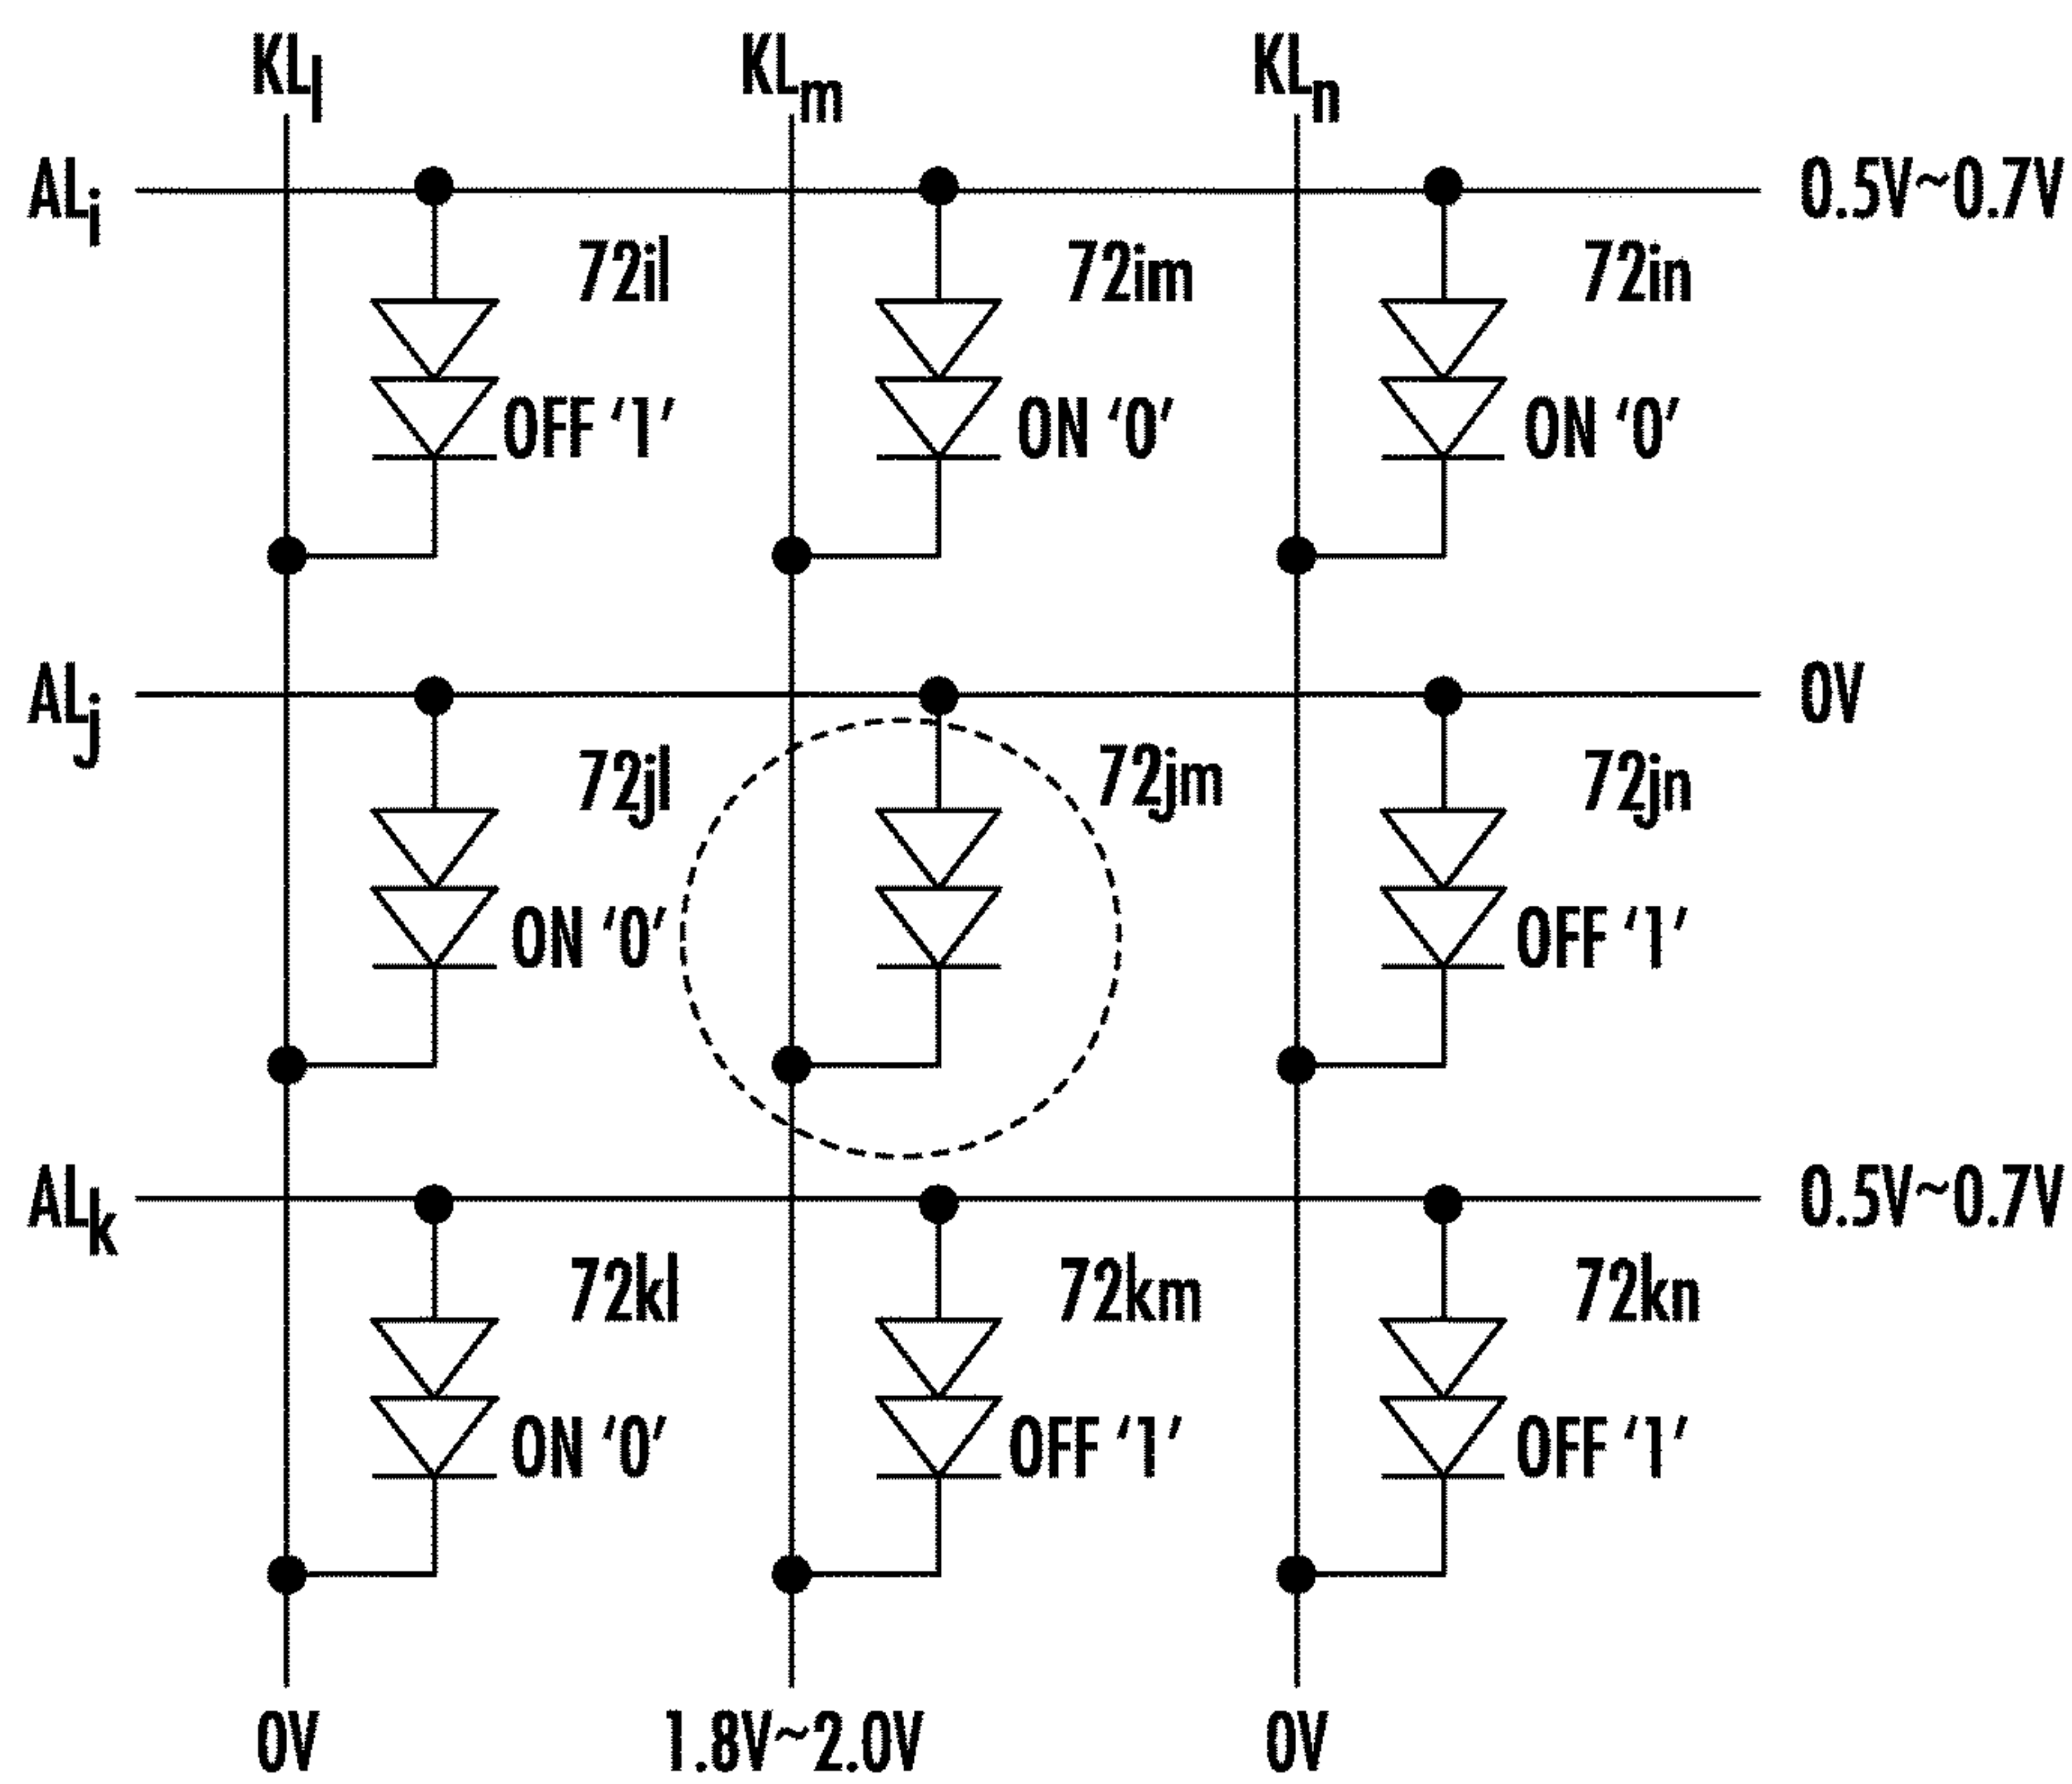 KLl KLm KLn
ALi 0.5V~0.7V
72il 72im 72in
OFF ‘1’ ON ‘0’ ON ‘0’
ALj 0V
72jl 72jm 72jn
ON ‘0’ OFF ‘1’
ALk 0.5V~0.7V
72kl 72km 72kn
ON ‘0’ OFF ‘1’ OFF ‘1’
0V 1.8V~2.0V 0V